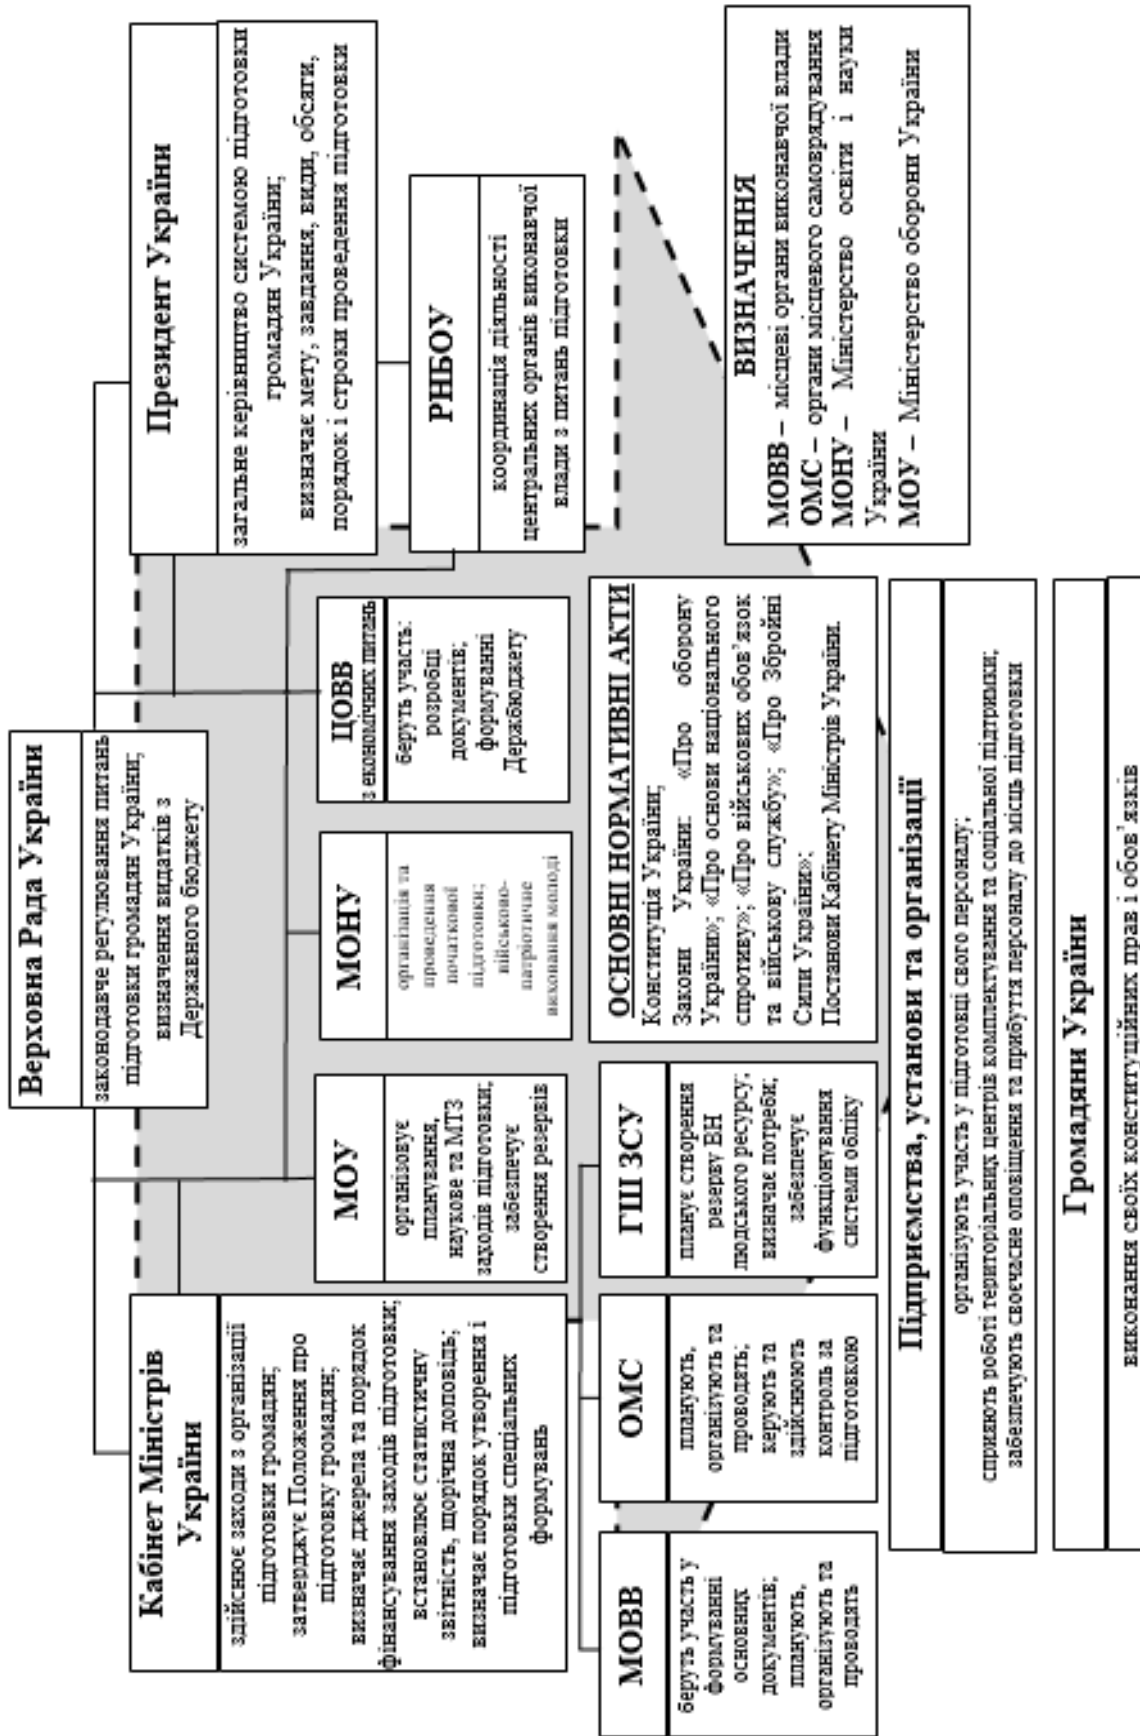 Верховна Рада України
законодавче регулювання питань
підготовки громадян України;
визначення видатків з
Державного бюджету
Кабінет Міністрів
України
здійснює заходи з організації
підготовки громадян;
затверджує Положення про
підготовку громадян;
визначає джерела та порядок
фінансування заходів підготовки;
встановлює статистичну
звітність, щорічна доповідь;
визначає порядок утворення і
підготовки спеціальних
формувань
Президент України
загальне керівництво системою підготовки
громадян України;
визначає мету, завдання, види, обсяги,
порядок і строки проведення підготовки
МОУ
організовує
планування,
наукове та МТЗ
заходів підготовки;
забезпечує
створення резервів
МОНУ
організація та
проведення
початкової
підготовки;
військово-
патріотичне
виховання молоді
ЦОВВ
з економічних питань
беруть участь:
розробці
документів;
формуванні
Держбюджету
РНБОУ
координація діяльності
центральних органів виконавчої
влади з питань підготовки
МОВВ
беруть участь у
формуванні
основних
документів;
планують,
організують та
проводять
ОМС
планують,
організують та
проводять;
керують та
здійснюють
контроль за
підготовкою
ГШ ЗСУ
планує створення
резерву ВН
людського ресурсу;
визначає потреби;
забезпечує
функціонування
системи обліку
ОСНОВНІ НОРМАТИВНІ АКТИ
Конституція України;
Закони України: «Про оборону
України»; «Про основи національного
спротиву»; «Про військових обов’язок
та військову службу»; «Про Збройні
Сили України»;
Постанови Кабінету Міністрів України.
ВИЗНАЧЕННЯ
МОВВ – місцеві органи виконавчої влади
ОМС – органи місцевого самоврядування
МОНУ – Міністерство освіти і науки
України
МОУ – Міністерство оборони України
Підприємства, установи та організації
організують участь у підготовці свого персоналу;
сприяють роботі територіальних центрів комплектування та соціальної підтримки;
забезпечують своєчасне оповіщення та прибуття персоналу до місць підготовки
Громадяни України
виконання своїх конституційних прав і обов’язків